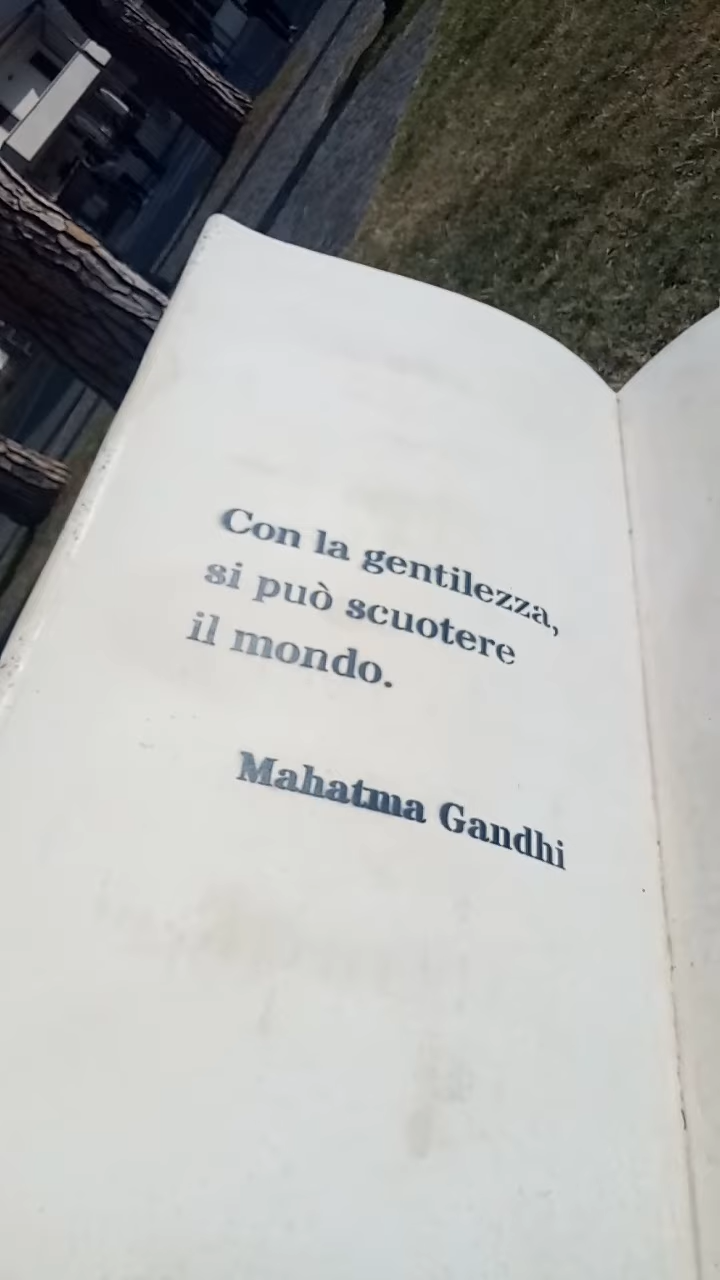 Con la gentilezza,
si può scuotere
il mondo.
Mahatma Gandhi